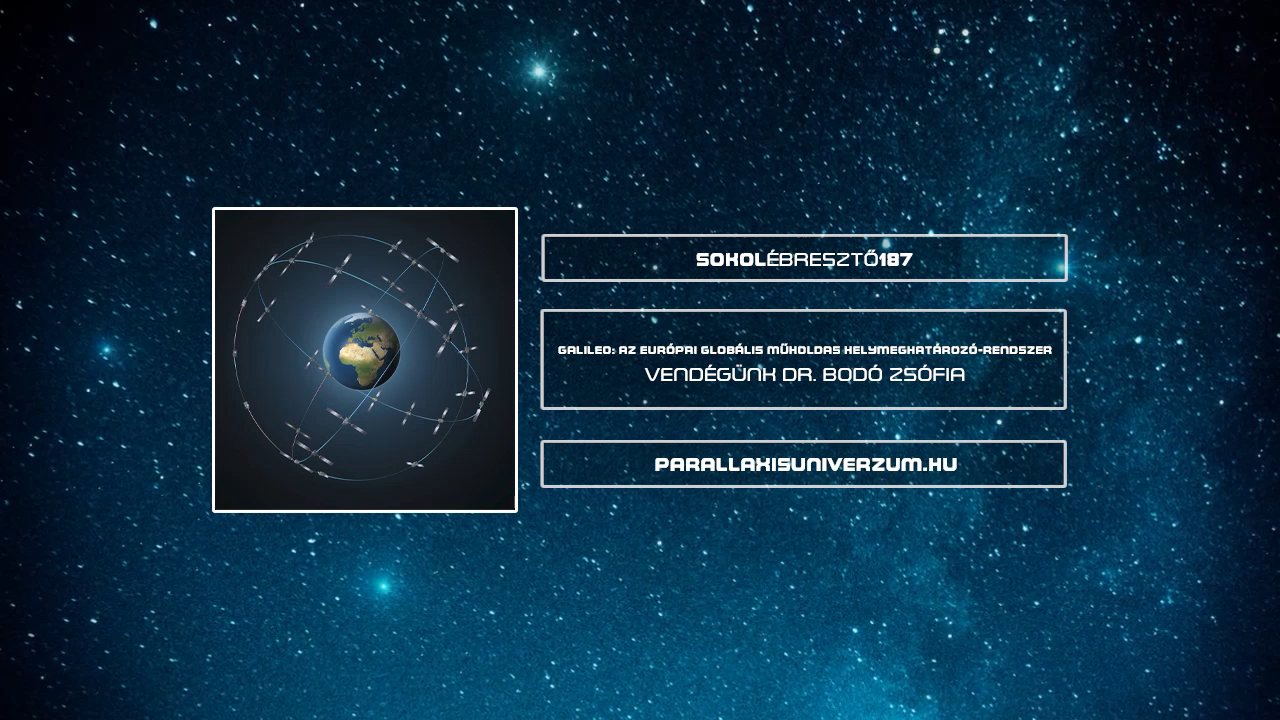 SOKOLÉBRESZTŐ187
GALILEO: AZ EURÓPAI GLOBÁLIS MŰHOLDAS HELYMEGHATÁROZÓ-RENDSZER
VENDÉGÜNK DR. BODÓ ZSÓFIA
PARALLAXISUNIVERZUM.HU